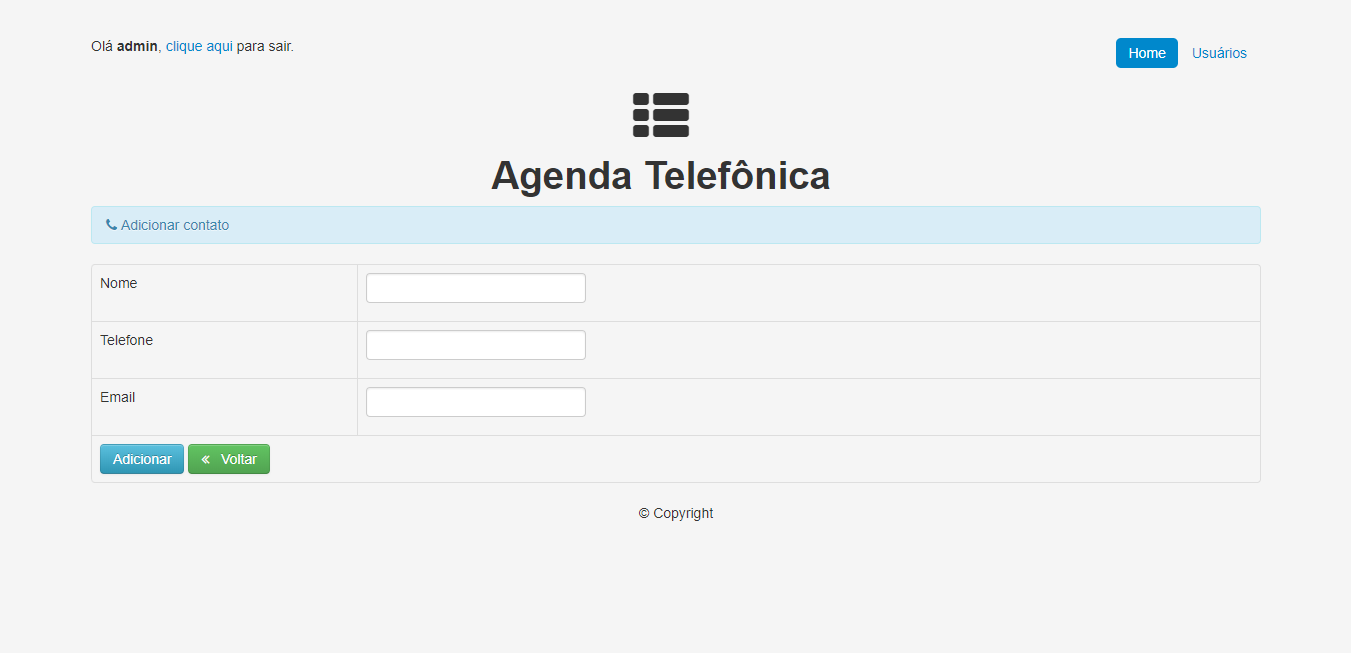 Olá admin, clique aqui para sair.
Home Usuários
Agenda Telefônica
Adicionar contato
Nome
Telefone
Email
Adicionar « Voltar
© Copyright